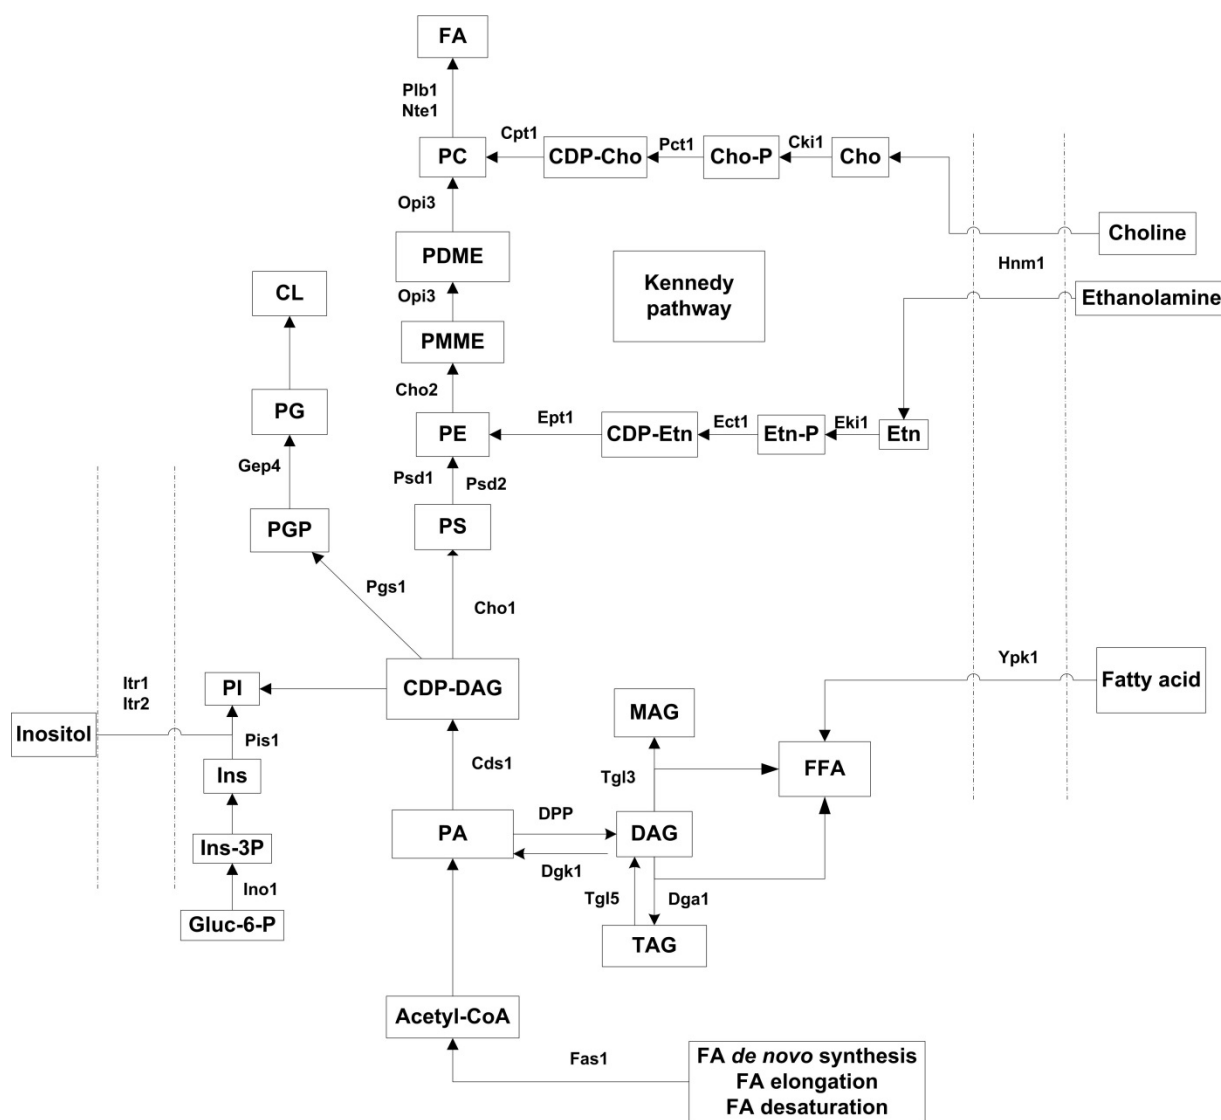 FA
Plb1
Nte1
Cpt1
Pct1
Cki1
PC
CDP-Cho
Cho-P
Cho
Opi3
Choline
PDME
Kennedy
pathway
Hnm1
CL
Opi3
Ethanolamine
PMME
Cho2
PG
PE
Ept1
CDP-Etn
Ect1
Etn-P
Eki1
Etn
Gep4
Psd1
Psd2
PGP
PS
Pgs1
Cho1
Ypk1
Itr1
Itr2
PI
CDP-DAG
Fatty acid
MAG
Inositol
Pis1
Ins
Cds1
Tgl3
FFA
PA
DPP
DAG
Ins-3P
Dgk1
Ino1
Tgl5
Dga1
Gluc-6-P
TAG
Acetyl-CoA
Fas1
FA de novo synthesis
FA elongation
FA desaturation